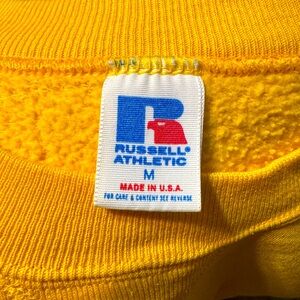 R
RUSSELL®
ATHLETIC
M
MADE IN U.S.A.
FOR CARE & CONTENT SEE REVERSE